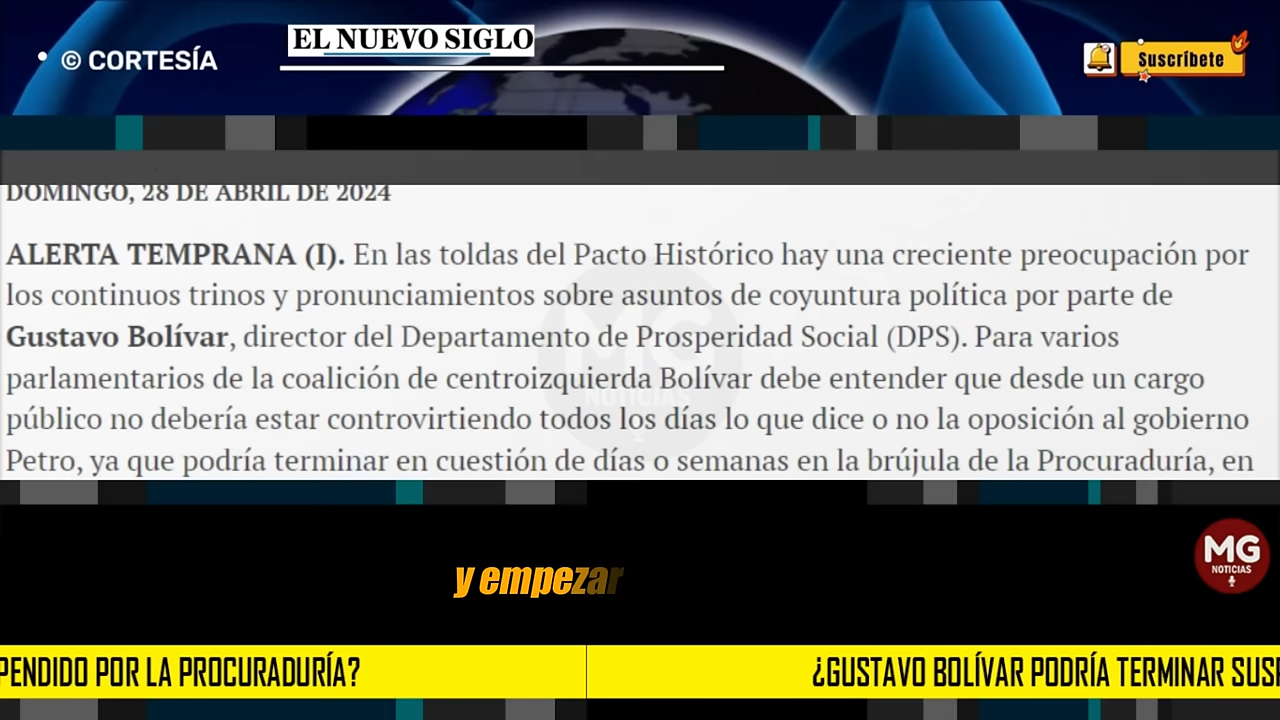 © CORTESÍA
EL NUEVO SIGLO
Suscríbete
DOMINGO, 28 DE ABRIL DE 2024
ALERTA TEMPRANA (I). En las toldas del Pacto Histórico hay una creciente preocupación por
los continuos trinos y pronunciamientos sobre asuntos de coyuntura política por parte de
Gustavo Bolívar, director del Departamento de Prosperidad Social (DPS). Para varios
parlamentarios de la coalición de centroizquierda Bolívar debe entender que desde un cargo
público no debería estar controvirtiendo todos los días lo que dice o no la oposición al gobierno
Petro, ya que podría terminar en cuestión de días o semanas en la brújula de la Procuraduría, en
MG
NOTICIAS
y empezar
MG
NOTICIAS
PENDIDO POR LA PROCURADURÍA?
¿GUSTAVO BOLÍVAR PODRÍA TERMINAR SUSP